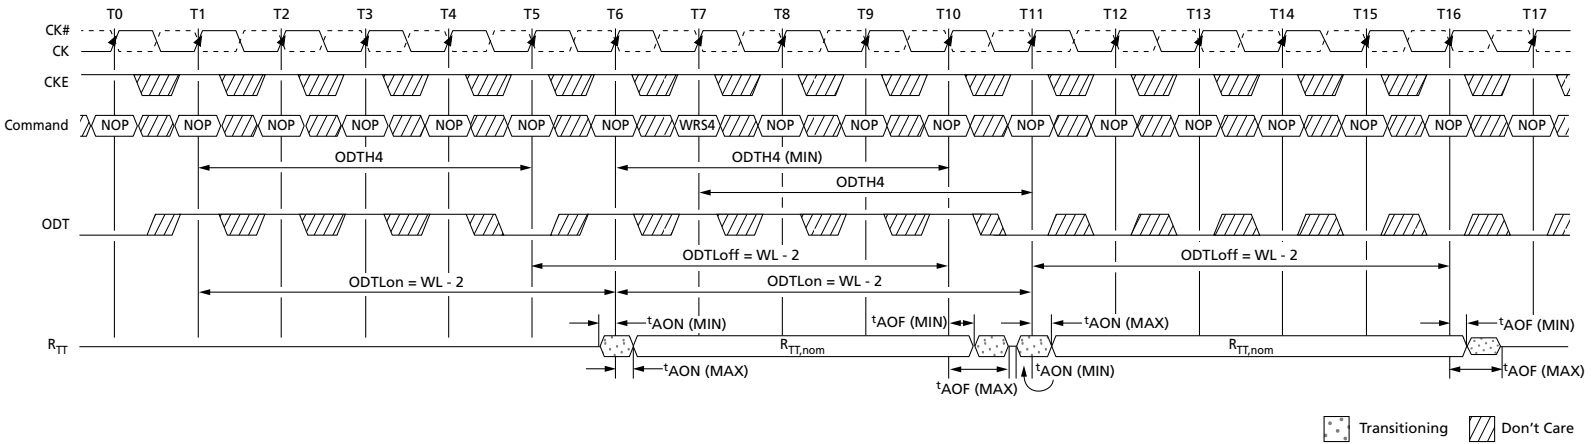 T0 T1 T2 T3 T4 T5 T6 T7 T8 T9 T10 T11 T12 T13 T14 T15 T16 T17
CK#
CK
CKE
Command NOP NOP NOP NOP NOP NOP NOP WRS4 NOP NOP NOP NOP NOP NOP NOP NOP NOP NOP
ODTH4 ODTH4 (MIN)
ODTH4
ODT
ODTLoff = WL - 2 ODTLoff = WL - 2
ODTLon = WL - 2 ODTLon = WL - 2
tAON (MIN) tAOF (MIN) tAON (MAX) tAOF (MIN)
RTT RTT,nom RTT,nom
tAON (MAX) tAON (MIN) tAOF (MAX)
tAOF (MAX)
Transitioning Don't Care